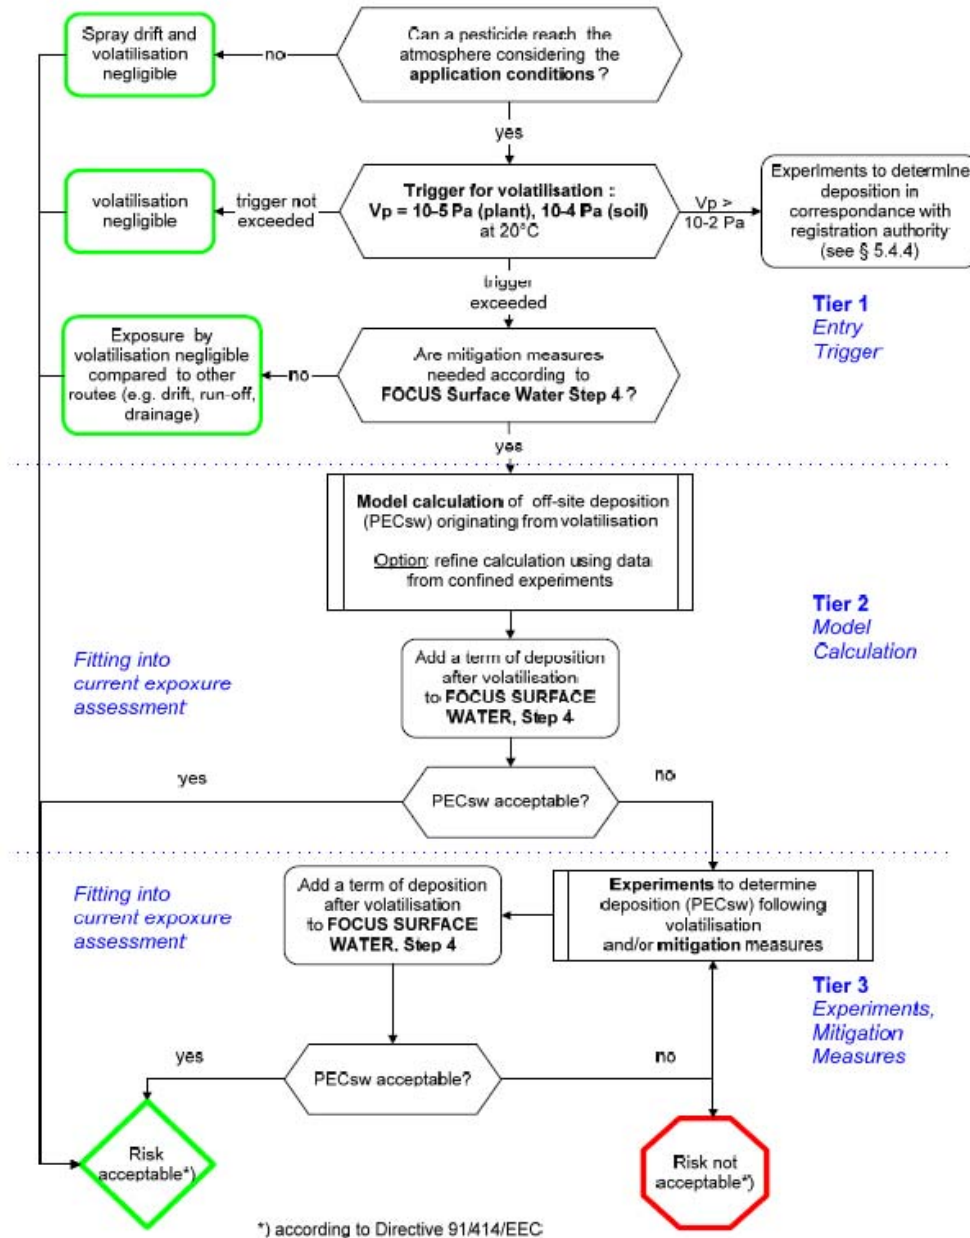 Spray drift and
volatilisation
negligible
no
Can a pesticide reach the
atmosphere considering the
application conditions ?
yes
volatilisation
negligible
trigger not
exceeded
Trigger for volatilisation :
Vp = 10-5 Pa (plant), 10-4 Pa (soil)
at 20°C
Vp >
10-2 Pa
Experiments to determine
deposition in
correspondance with
registration authority
(see § 5.4.4)
trigger
exceeded
Tier 1
Entry
Trigger
Exposure by
volatilisation negligible
compared to other
routes (e.g. drift, run-off,
drainage)
no
Are mitigation measures
needed according to
FOCUS Surface Water Step 4 ?
yes
Model calculation of off-site deposition
(PECsw) originating from volatilisation
Option: refine calculation using data
from confined experiments
Tier 2
Model
Calculation
Fitting into
current expoxure
assessment
Add a term of deposition
after volatilisation
to FOCUS SURFACE
WATER, Step 4
yes
PECsw acceptable?
no
Fitting into
current exposure
assessment
Add a term of deposition
after volatilisation
to FOCUS SURFACE
WATER, Step 4
Experiments to determine
deposition (PECsw) following
volatilisation
and/or mitigation measures
Tier 3
Experiments,
Mitigation
Measures
yes
PECsw acceptable?
no
Risk
acceptable*)
Risk not
acceptable*)
*) according to Directive 91/414/EEC